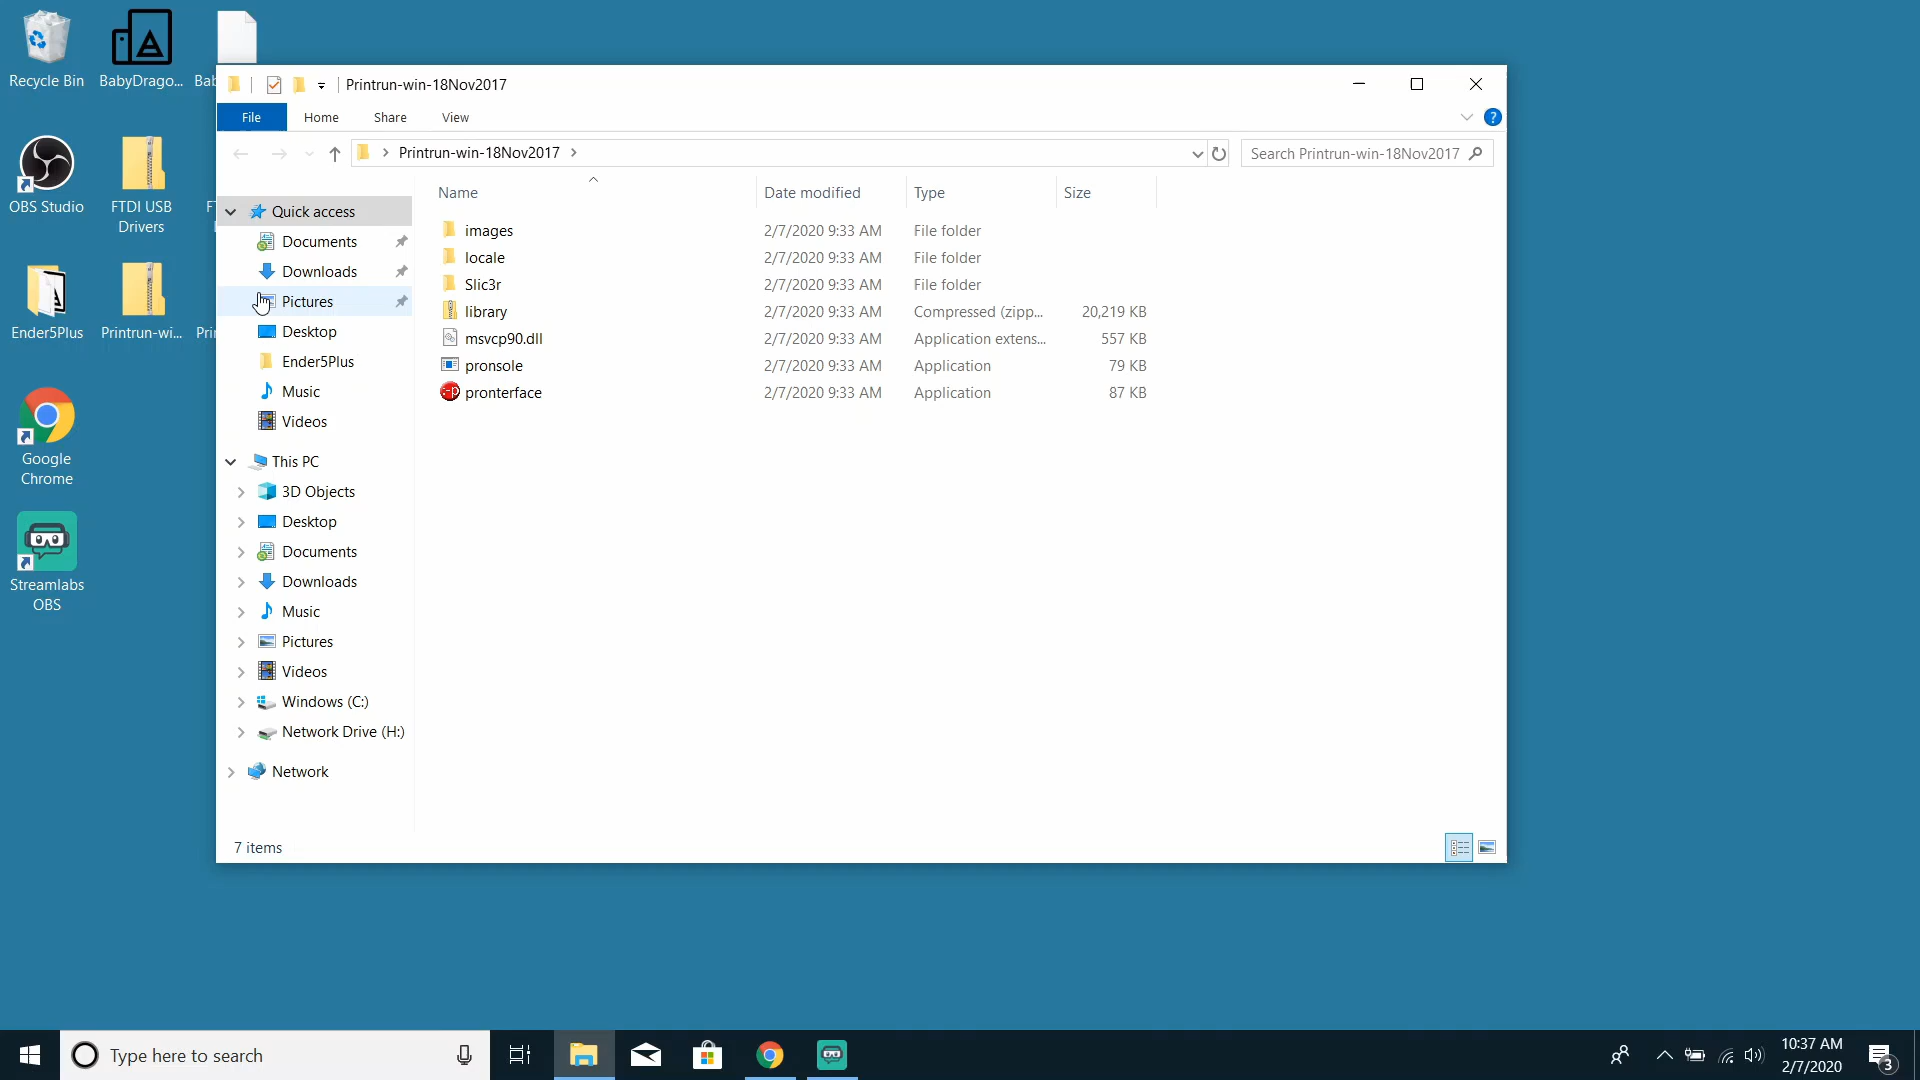 Recycle Bin
BabyDrago...
Bab
OBS Studio
FTDI USB
Drivers
Ender5Plus
Printrun-wi...
Prin
Google
Chrome
Streamlabs
OBS
Printrun-win-18Nov2017
File
Home
Share
View
?
Printrun-win-18Nov2017
Search Printrun-win-18Nov2017
Name
Date modified
Type
Size
Quick access
Documents
Downloads
Pictures
Desktop
Ender5Plus
Music
Videos
This PC
3D Objects
Desktop
Documents
Downloads
Music
Pictures
Videos
Windows (C:)
Network Drive (H:)
Network
images 2/7/2020 9:33 AM File folder
locale 2/7/2020 9:33 AM File folder
Slic3r 2/7/2020 9:33 AM File folder
library 2/7/2020 9:33 AM Compressed (zipp... 20,219 KB
msvcp90.dll 2/7/2020 9:33 AM Application extens... 557 KB
pronsole 2/7/2020 9:33 AM Application 79 KB
pronterface 2/7/2020 9:33 AM Application 87 KB
7 items
Type here to search
10:37 AM
2/7/2020
3